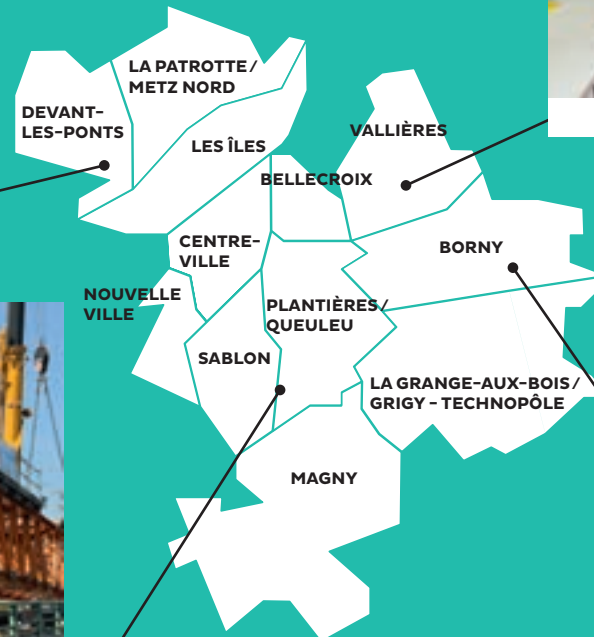 LA PATROTTE/
METZ NORD
DEVANT-
LES-PONTS
LES ÎLES
VALLIÈRES
BELLECROIX
CENTRE-
VILLE
BORNY
NOUVELLE
VILLE
PLANTIÈRES/
QUEULEU
SABLON
LA GRANGE-AUX-BOIS/
GRIGY - TECHNOPÔLE
MAGNY